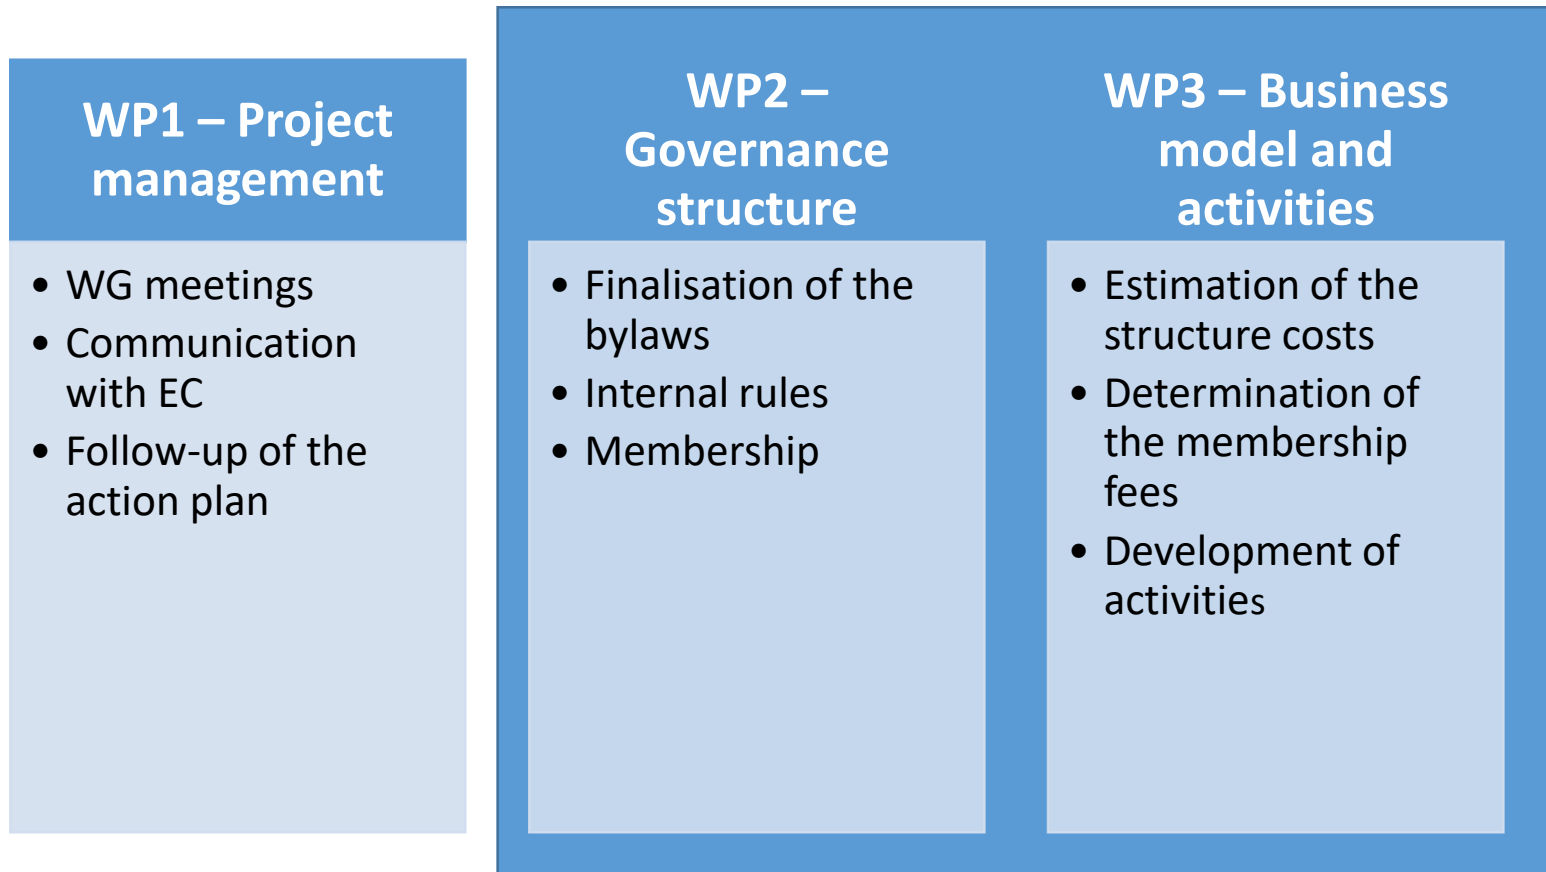 WP1 – Project
management
• WG meetings
• Communication
with EC
• Follow-up of the
action plan
WP2 –
Governance
structure
• Finalisation of the
bylaws
• Internal rules
• Membership
WP3 – Business
model and
activities
• Estimation of the
structure costs
• Determination of
the membership
fees
• Development of
activities